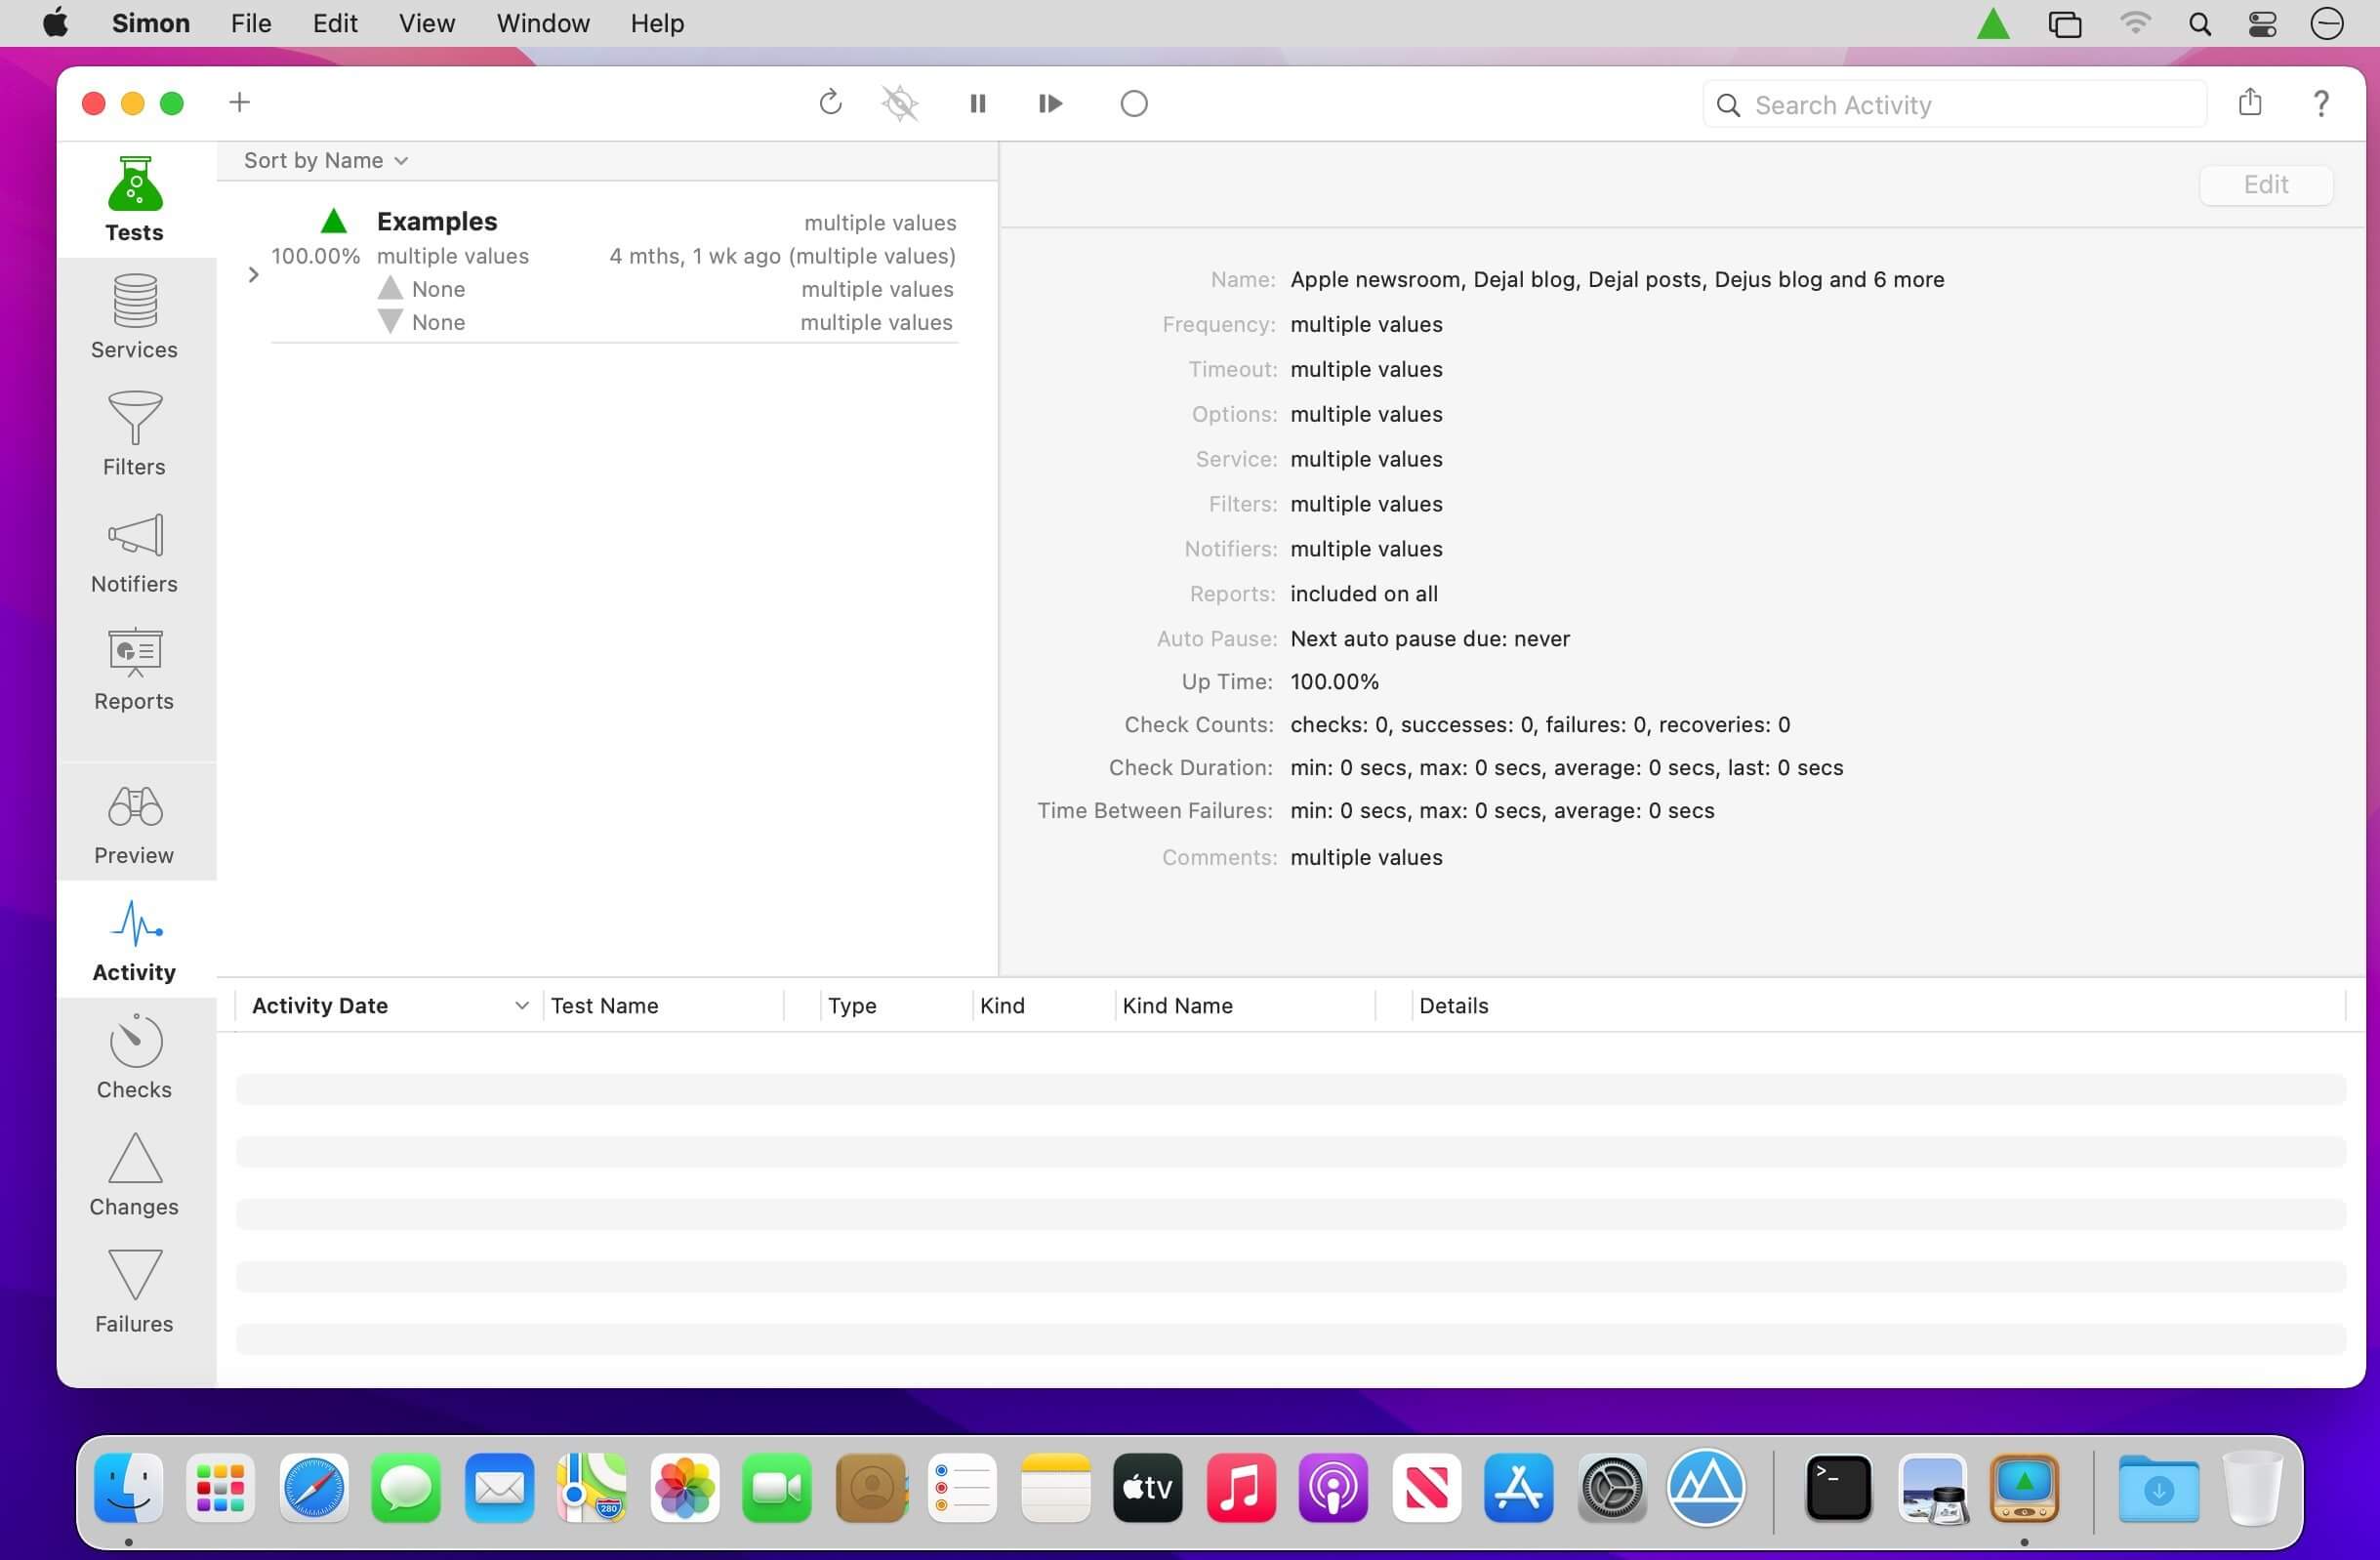 Simon File Edit View Window Help
Search Activity ?
Tests
Services
Filters
Notifiers
Reports
Preview
Activity
Checks
Changes
Failures
Sort by Name
Examples multiple values
100.00% multiple values 4 mths, 1 wk ago (multiple values)
None multiple values
None multiple values
Edit
Name: Apple newsroom, Dejal blog, Dejal posts, Dejus blog and 6 more
Frequency: multiple values
Timeout: multiple values
Options: multiple values
Service: multiple values
Filters: multiple values
Notifiers: multiple values
Reports: included on all
Auto Pause: Next auto pause due: never
Up Time: 100.00%
Check Counts: checks: 0, successes: 0, failures: 0, recoveries: 0
Check Duration: min: 0 secs, max: 0 secs, average: 0 secs, last: 0 secs
Time Between Failures: min: 0 secs, max: 0 secs, average: 0 secs
Comments: multiple values
Activity Date Test Name Type Kind Kind Name Details
280
tv
>_